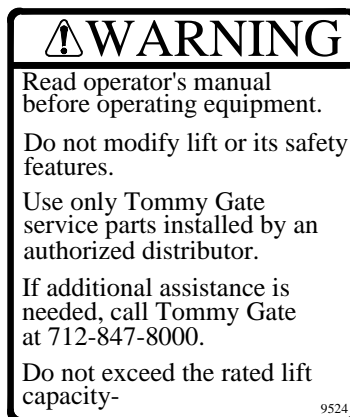 WARNING
Read operator's manual
before operating equipment.
Do not modify lift or its safety
features.
Use only Tommy Gate
service parts installed by an
authorized distributor.
If additional assistance is
needed, call Tommy Gate
at 712-847-8000.
Do not exceed the rated lift
capacity-
9524